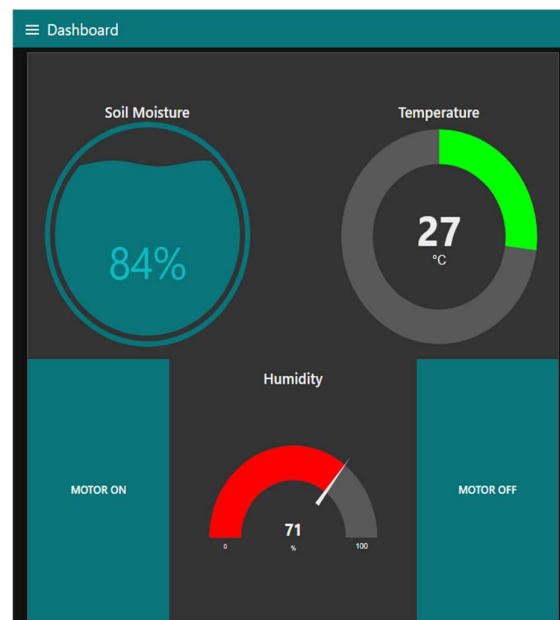 Dashboard
Soil Moisture
84%
Temperature
27
°C
MOTOR ON
Humidity
71
%
0
100
MOTOR OFF